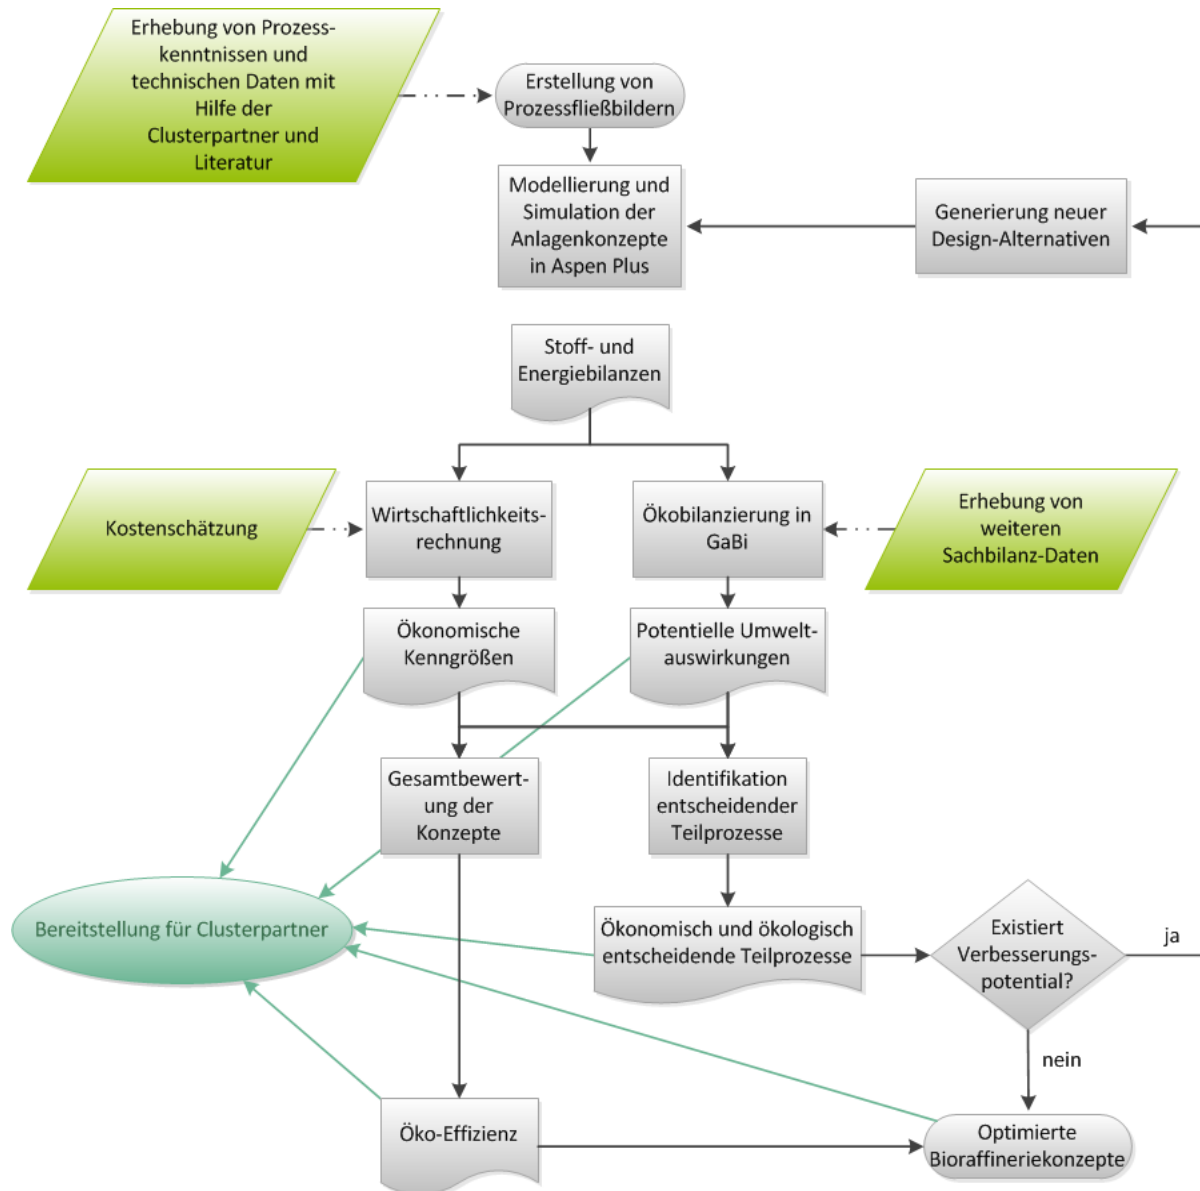 Erhebung von Prozess-
kenntnissen und
technischen Daten mit
Hilfe der
Clusterpartner und
Literatur
Erstellung von
Prozessfließbildern
Modellierung und
Simulation der
Anlagenkonzepte
in Aspen Plus
Generierung neuer
Design-Alternativen
Stoff- und
Energiebilanzen
Kostenschätzung
Wirtschaftlichkeits-
rechnung
Ökobilanzierung in
GaBi
Erhebung von
weiteren
Sachbilanz-Daten
Ökonomische
Kenngrößen
Potentielle Umwelt-
auswirkungen
Gesamtbewert-
ung der
Konzepte
Identifikation
entscheidender
Teilprozesse
Bereitstellung für Clusterpartner
Ökonomisch und ökologisch
entscheidende Teilprozesse
Existiert
Verbesserungs-
potential?
ja
nein
Öko-Effizienz
Optimierte
Bioraffineriekonzepte